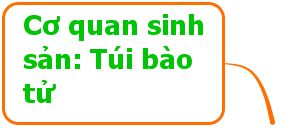 Cơ quan sinh
sản: Túi bào
tử